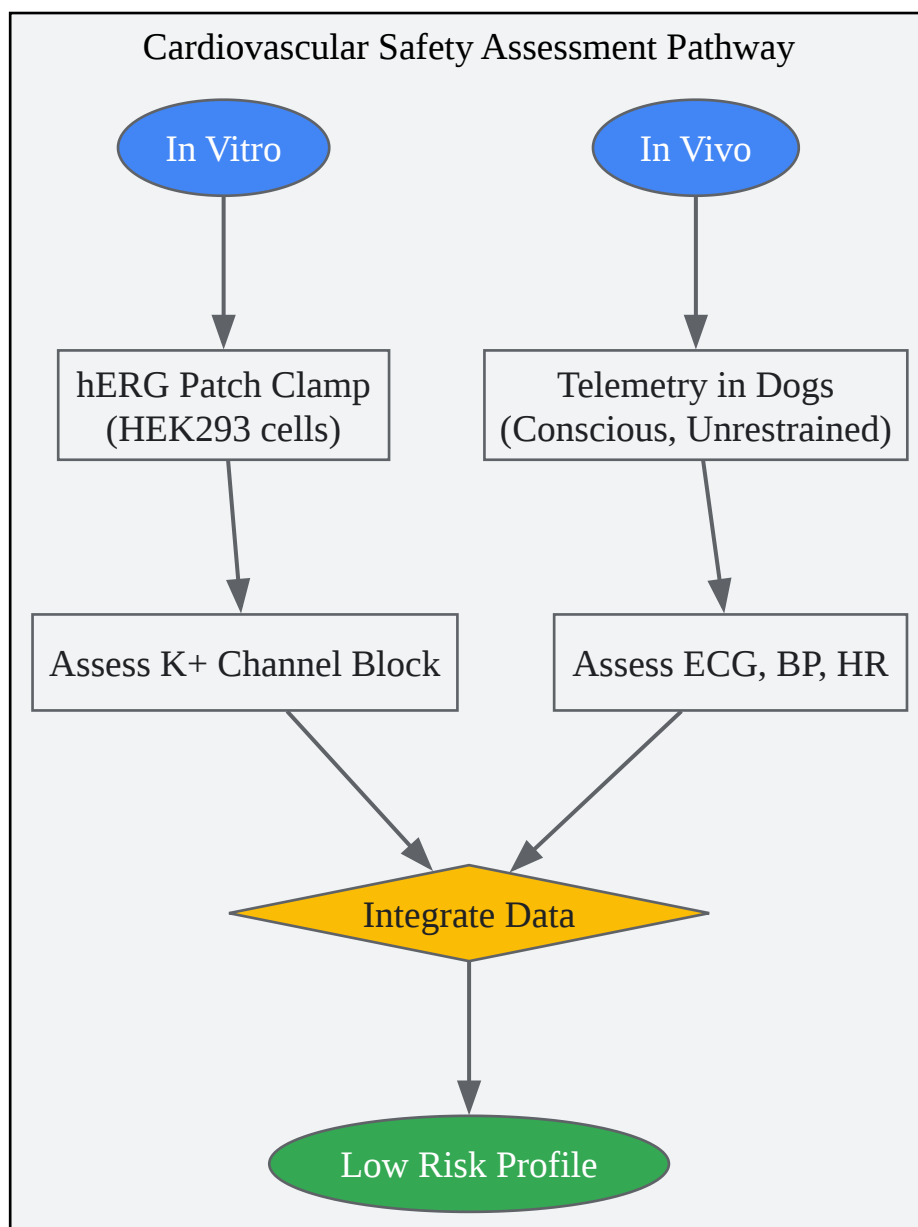 Cardiovascular Safety Assessment Pathway
In Vitro
In Vivo
hERG Patch Clamp
(HEK293 cells)
Telemetry in Dogs
(Conscious, Unrestrained)
Assess K+ Channel Block
Assess ECG, BP, HR
Integrate Data
Low Risk Profile